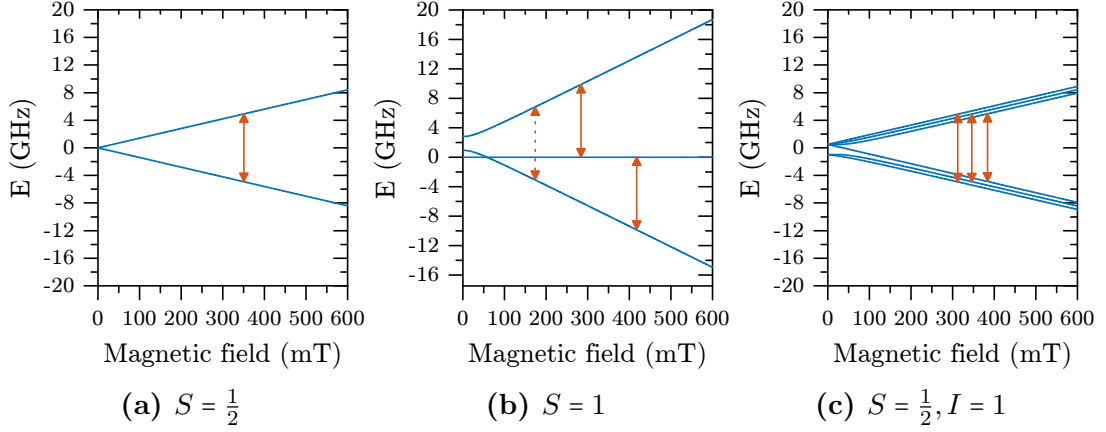 E (GHz)
20
16
12
8
4
0
-4
-8
-12
-16
-20
0 100 200 300 400 500 600
Magnetic field (mT)
(a) S = 1/2
E (GHz)
20
16
12
8
4
0
-4
-8
-12
-16
0 100 200 300 400 500 600
Magnetic field (mT)
(b) S = 1
E (GHz)
20
16
12
8
4
0
-4
-8
-12
-16
-20
0 100 200 300 400 500 600
Magnetic field (mT)
(c) S = 1/2, I = 1